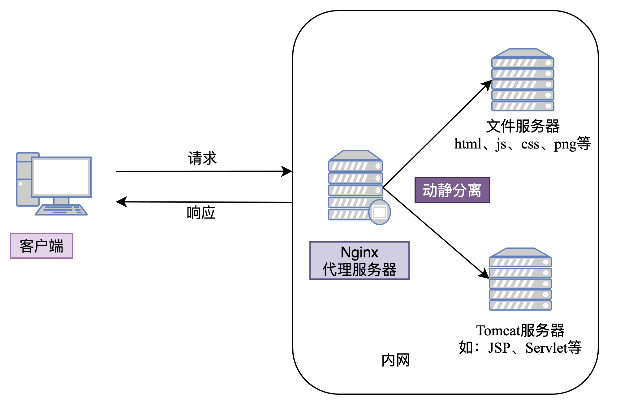 请求
响应
客户端
Nginx
代理服务器
动静分离
文件服务器
html、js、css、png等
Tomcat服务器
如：JSP、Servlet等
内网